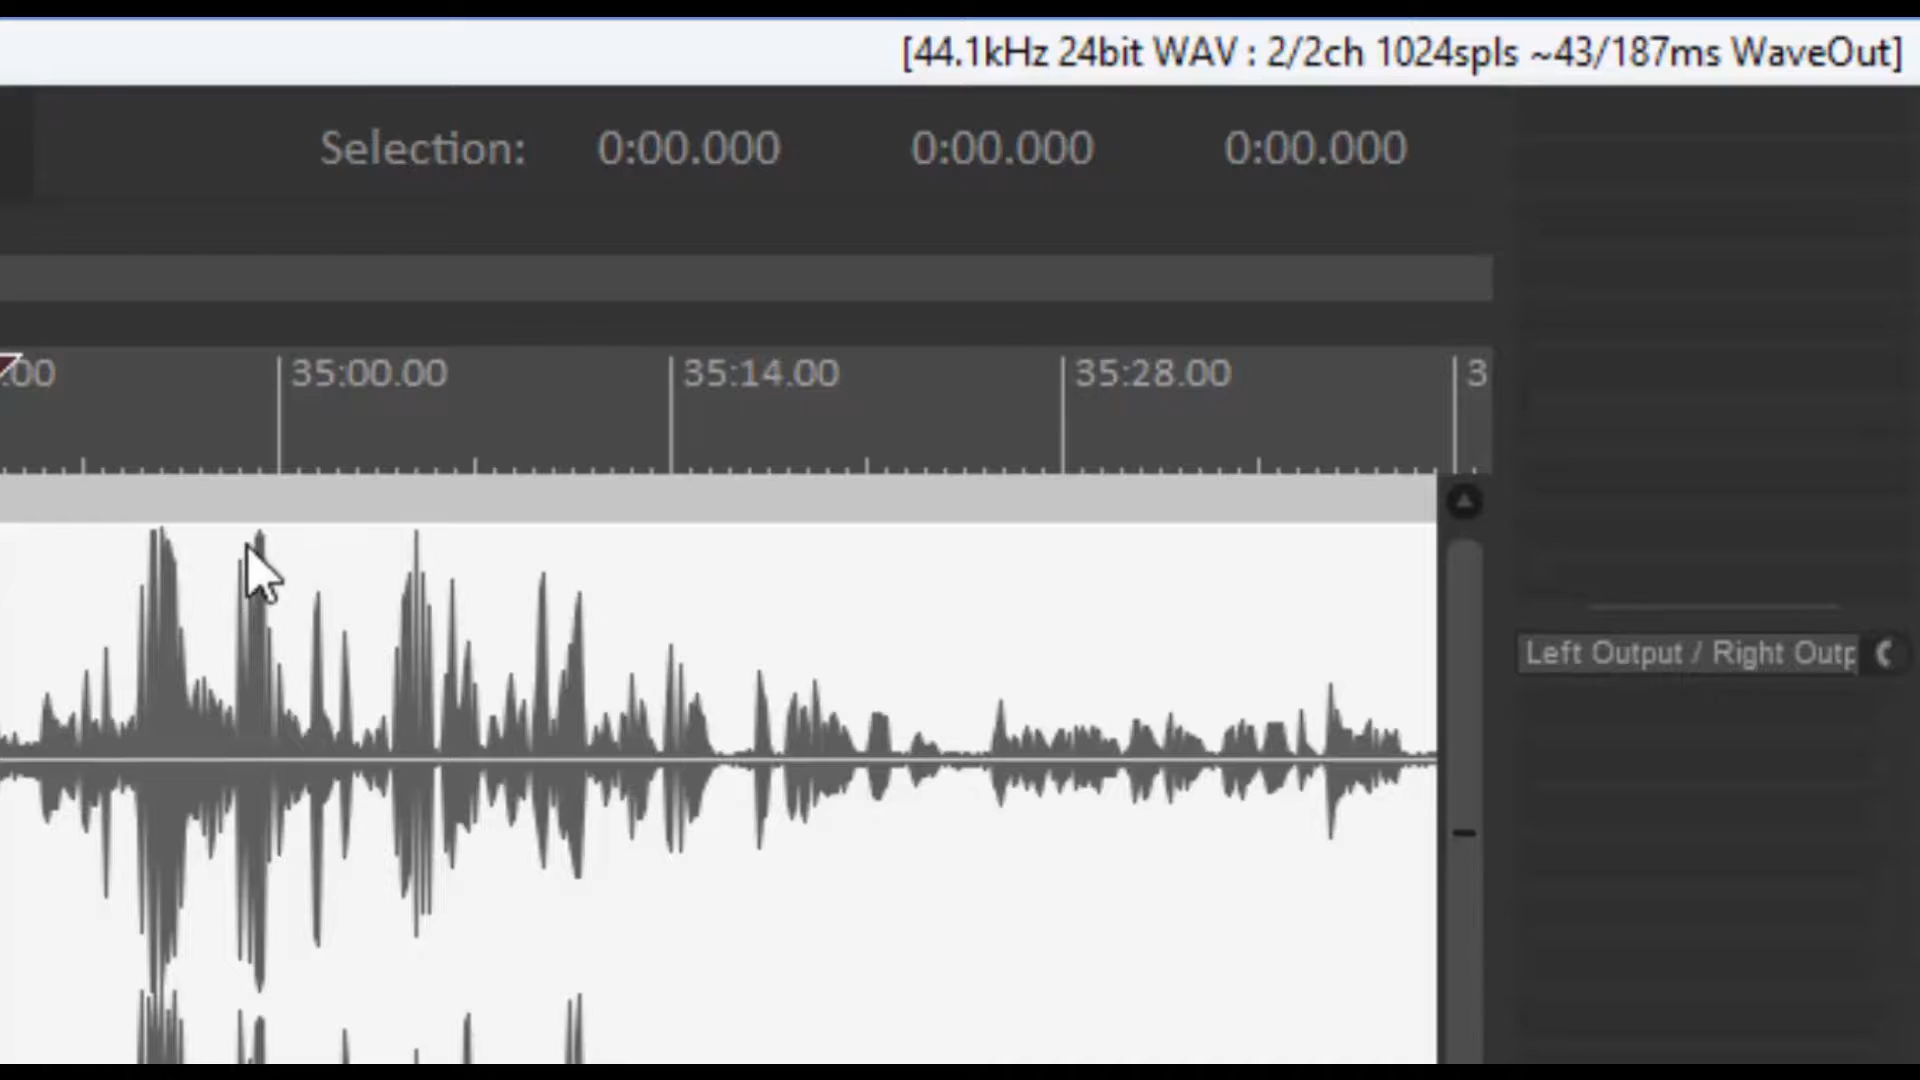 [44.1kHz 24bit WAV : 2/2ch 1024spls ~43/187ms WaveOut]
Selection: 0:00.000 0:00.000 0:00.000
:00 35:00.00 35:14.00 35:28.00 3
Left Output / Right Outp